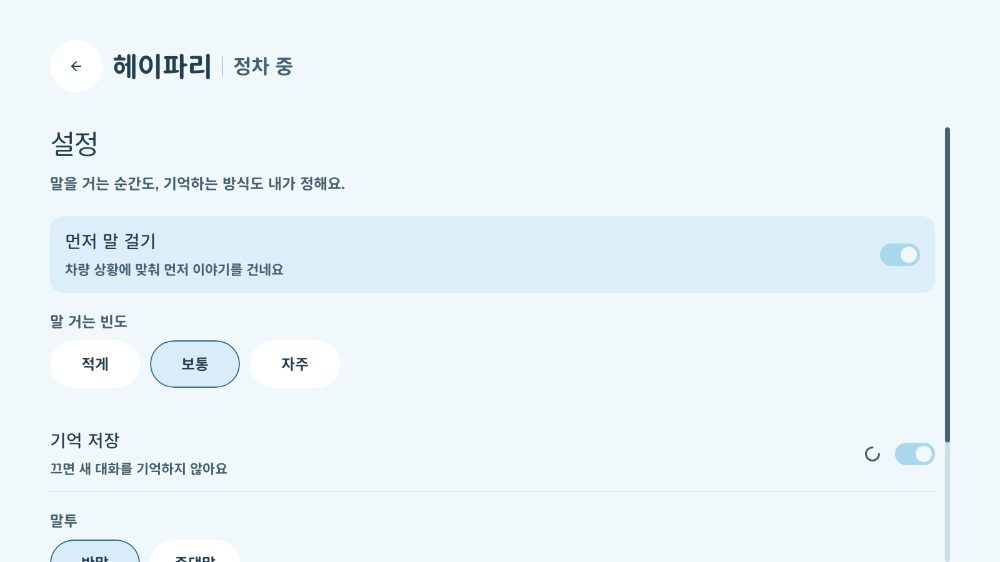 헤이파리
정차 중
설정
말을 거는 순간도, 기억하는 방식도 내가 정해요.
먼저 말 걸기
차량 상황에 맞춰 먼저 이야기를 건네요
말 거는 빈도
적게
보통
자주
기억 저장
끄면 새 대화를 기억하지 않아요
말투